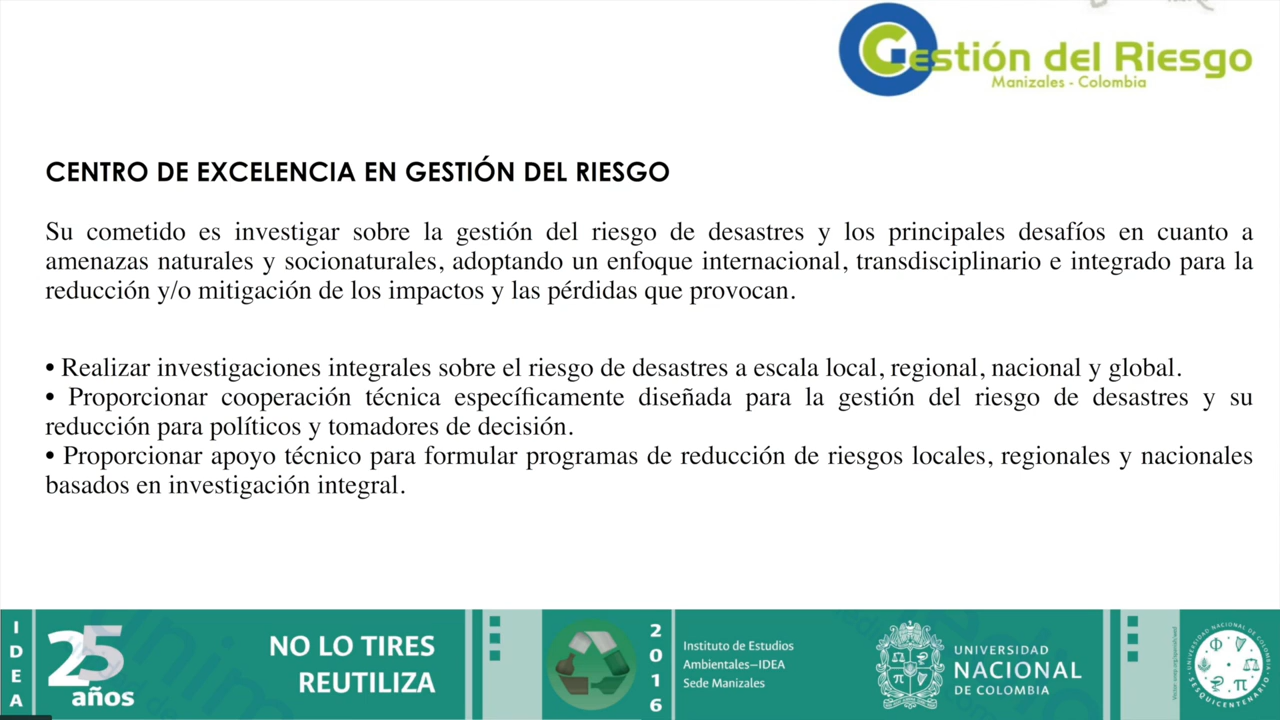 Gestión del Riesgo
Manizales - Colombia
CENTRO DE EXCELENCIA EN GESTIÓN DEL RIESGO
Su cometido es investigar sobre la gestión del riesgo de desastres y los principales desafíos en cuanto a
amenazas naturales y socionaturales, adoptando un enfoque internacional, transdisciplinario e integrado para la
reducción y/o mitigación de los impactos y las pérdidas que provocan.
• Realizar investigaciones integrales sobre el riesgo de desastres a escala local, regional, nacional y global.
• Proporcionar cooperación técnica específicamente diseñada para la gestión del riesgo de desastres y su
reducción para políticos y tomadores de decisión.
• Proporcionar apoyo técnico para formular programas de reducción de riesgos locales, regionales y nacionales
basados en investigación integral.
IDEA
25
años
NO LO TIRES
REUTILIZA
2016
Instituto de Estudios
Ambientales–IDEA
Sede Manizales
UNIVERSIDAD
NACIONAL
DE COLOMBIA
UNIVERSIDAD NACIONAL DE COLOMBIA
SESQUICENTENARIO